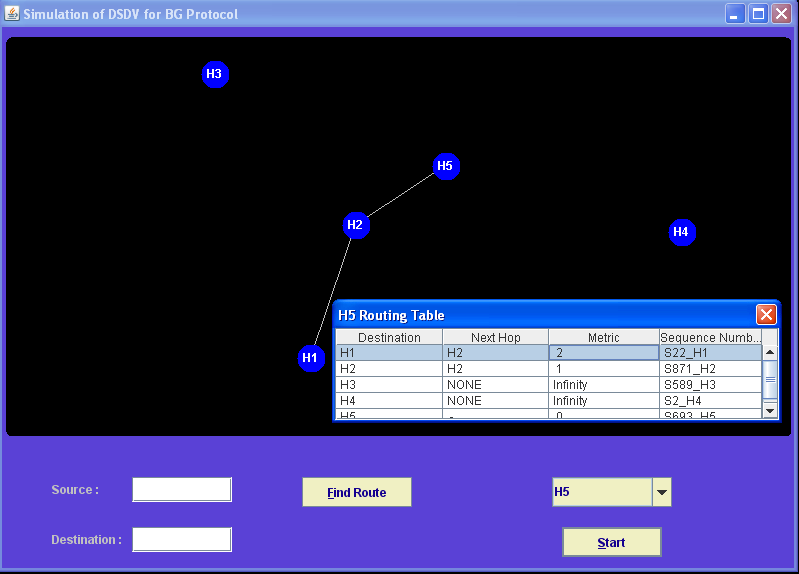 Simulation of DSDV for BG Protocol
H3
H5
H2
H4
H1
H5 Routing Table
Destination Next Hop Metric Sequence Numb...
H1 H2 2 S22_H1
H2 H2 1 S871_H2
H3 NONE Infinity S589_H3
H4 NONE Infinity S2_H4
H5 - 0 S693_H5
Source :
Find Route
H5
Destination :
Start